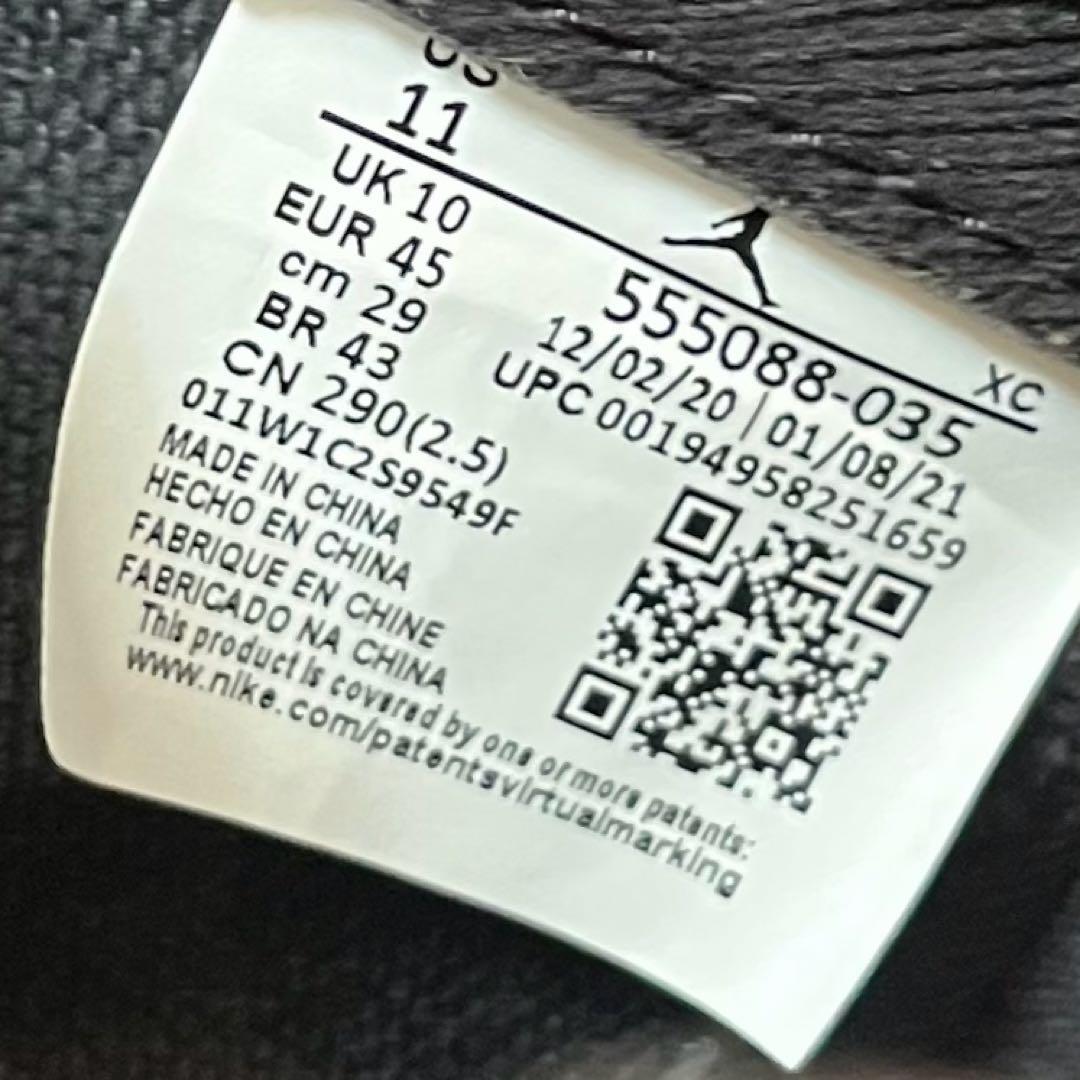 US
11
UK 10
EUR 45
cm 29
BR 43
CN 290(2.5)
011W1C2S9549F
MADE IN CHINA
HECHO EN CHINA
FABRIQUE EN CHINE
FABRICADO NA CHINA
This product is covered by one or more patents:
www.nike.com/patentsvirtualmarking
XC
555088-035
12/02/20 | 01/08/21
UPC 00194958251659